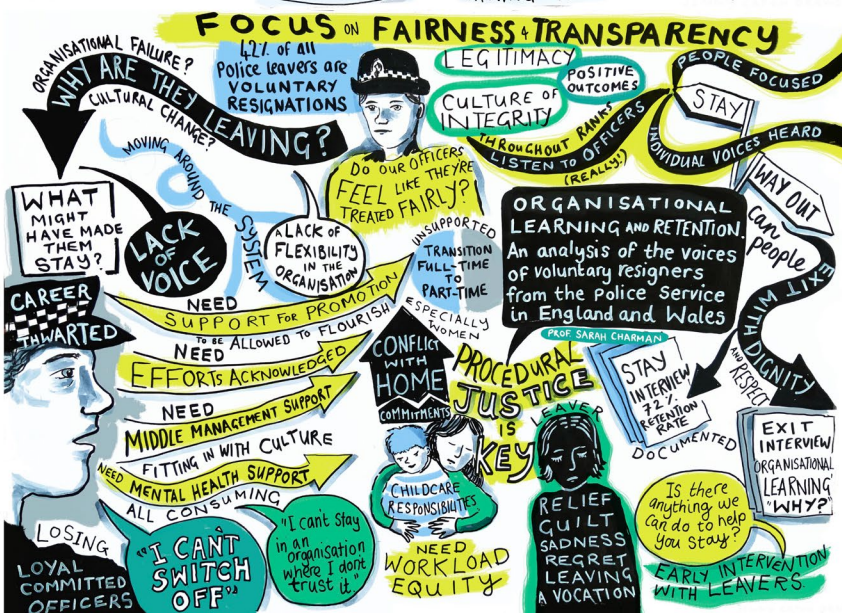 FOCUS ON FAIRNESS & TRANSPARENCY
ORGANISATIONAL FAILURE?
WHY ARE THEY LEAVING?
CULTURAL CHANGE?
42% of all
Police leavers are
VOLUNTARY
RESIGNATIONS
LEGITIMACY
POSITIVE
OUTCOMES
CULTURE OF
INTEGRITY
THROUGHOUT RANKS
LISTEN TO OFFICERS
(REALLY!)
PEOPLE FOCUSED
STAY
INDIVIDUAL VOICES HEARD
WAY OUT
can
people
EXIT WITH DIGNITY
AND RESPECT
MOVING AROUND THE SYSTEM
DO OUR OFFICERS
FEEL LIKE THEY'RE
TREATED FAIRLY?
WHAT
MIGHT
HAVE MADE
THEM
STAY?
LACK
OF
VOICE
A LACK OF
FLEXIBILITY
IN THE
ORGANISATION
UNSUPPORTED
TRANSITION
FULL-TIME
TO
PART-TIME
ESPECIALLY
WOMEN
ORGANISATIONAL
LEARNING AND RETENTION.
An analysis of the voices
of voluntary resigners
from the Police Service
in England and Wales
PROF. SARAH CHARMAN
CAREER
THWARTED
NEED
SUPPORT FOR PROMOTION
TO BE ALLOWED TO FLOURISH
NEED
EFFORTS ACKNOWLEDGED
NEED
MIDDLE MANAGEMENT SUPPORT
FITTING IN WITH CULTURE
NEED MENTAL HEALTH SUPPORT
ALL CONSUMING
CONFLICT
WITH
HOME
COMMITMENTS
PROCEDURAL
JUSTICE
IS
KEY
STAY
INTERVIEW
72%
RETENTION
RATE
DOCUMENTED
EXIT
INTERVIEW
ORGANISATIONAL
LEARNING
"WHY?"
CHILDCARE
RESPONSIBILITIES
NEED
WORKLOAD
EQUITY
LEAVER
RELIEF
GUILT
SADNESS
REGRET
LEAVING
A VOCATION
Is there
anything we
can do to help
you stay?
EARLY INTERVENTION
WITH LEAVERS.
LOSING
LOYAL
COMMITTED
OFFICERS
"I CAN'T
SWITCH
OFF"
"I can't stay
in an
organisation
where I dont
trust it."